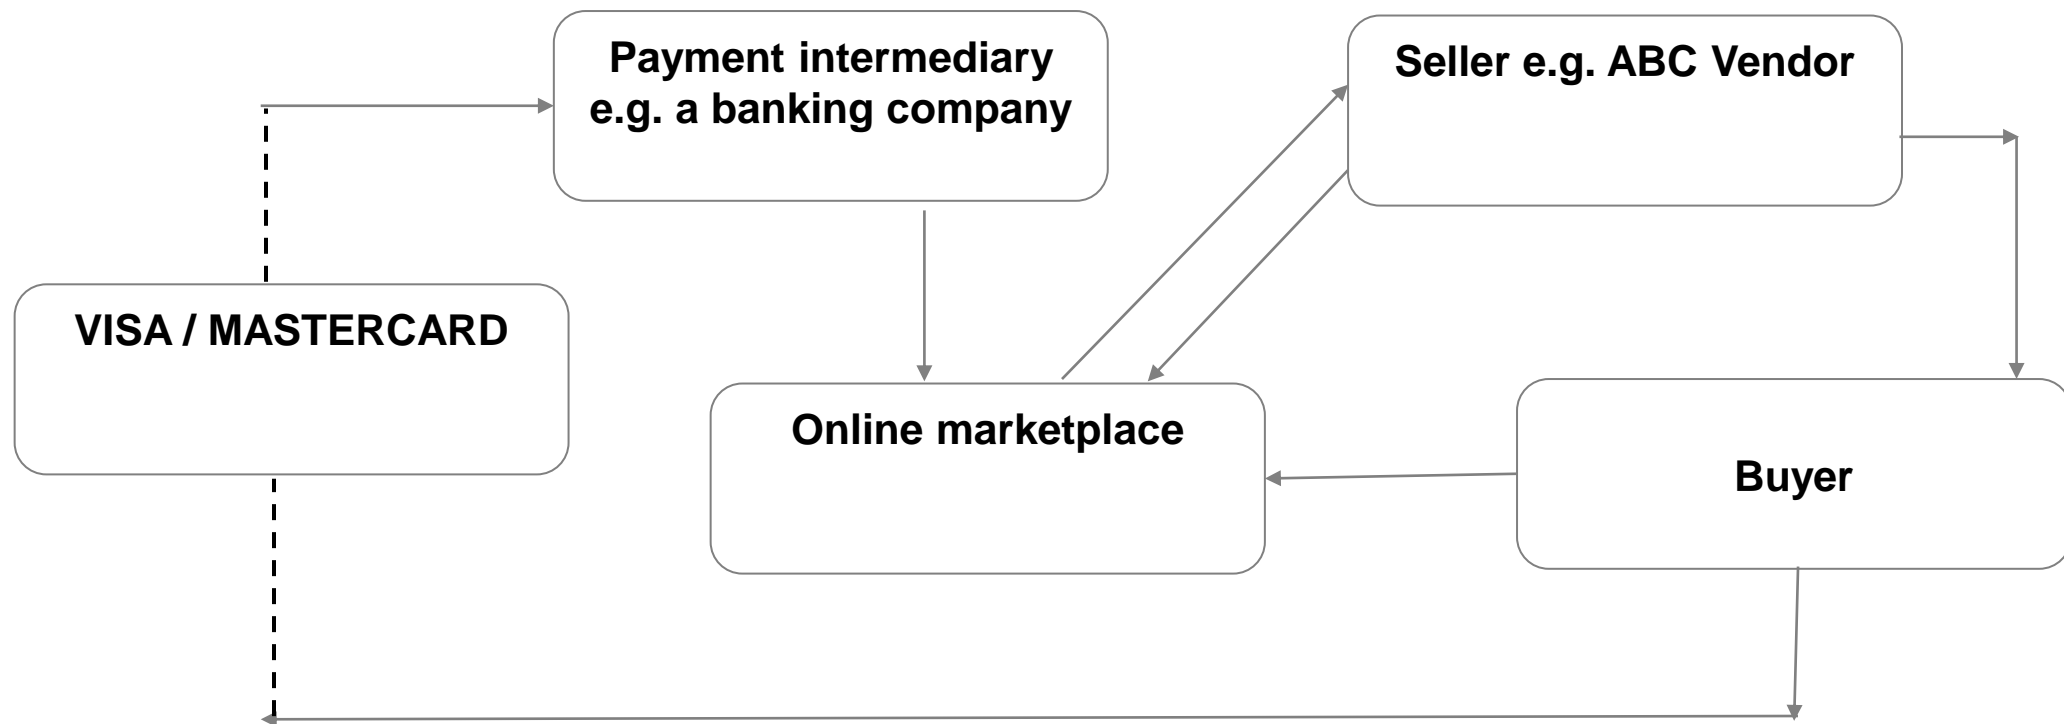 Payment intermediary
e.g. a banking company
Seller e.g. ABC Vendor
VISA / MASTERCARD
Online marketplace
Buyer